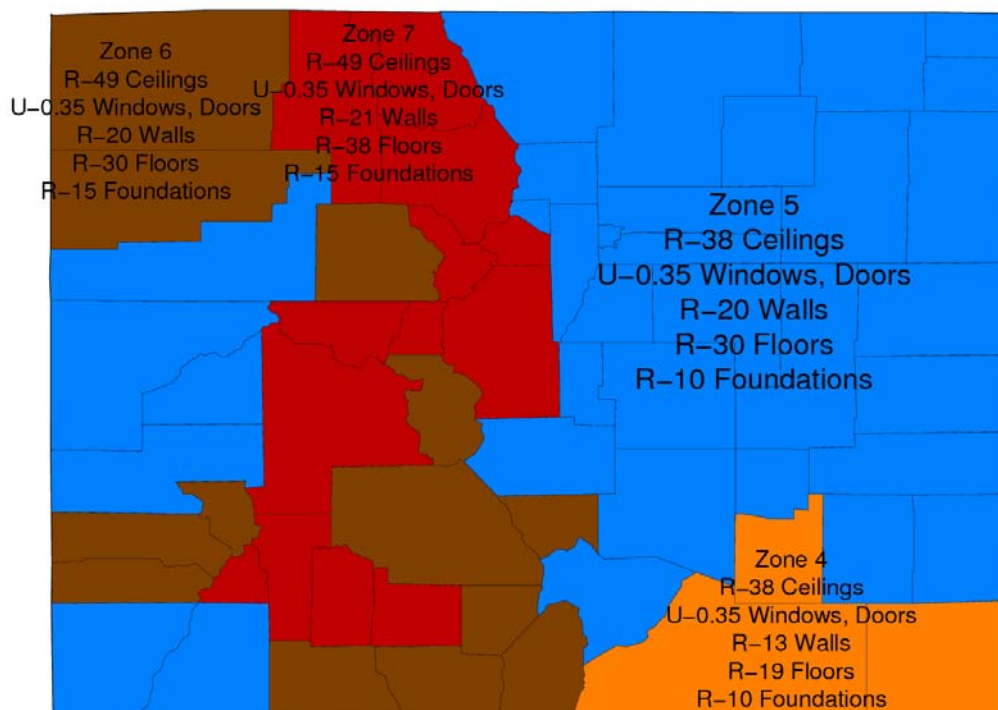 Zone 6
R−49 Ceilings
U−0.35 Windows, Doors
R−20 Walls
R−30 Floors
R−15 Foundations
Zone 7
R−49 Ceilings
U−0.35 Windows, Doors
R−21 Walls
R−38 Floors
R−15 Foundations
Zone 5
R−38 Ceilings
U−0.35 Windows, Doors
R−20 Walls
R−30 Floors
R−10 Foundations
Zone 4
R−38 Ceilings
U−0.35 Windows, Doors
R−13 Walls
R−19 Floors
R−10 Foundations